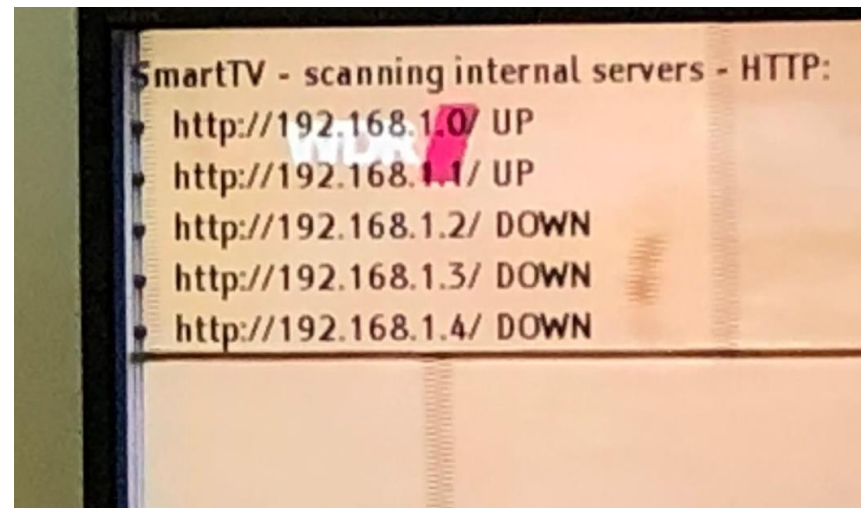 SmartTV - scanning internal servers - HTTP:
http://192.168.1.0/ UP
WDR
http://192.168.1.1/ UP
http://192.168.1.2/ DOWN
http://192.168.1.3/ DOWN
http://192.168.1.4/ DOWN